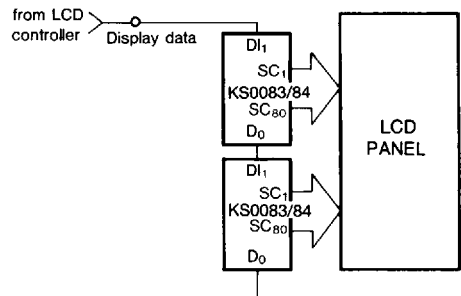 from LCD
controller
Display data
DI₁
SC₁
KS0083/84
SC₈₀
D₀
DI₁
SC₁
KS0083/84
SC₈₀
D₀
LCD
PANEL